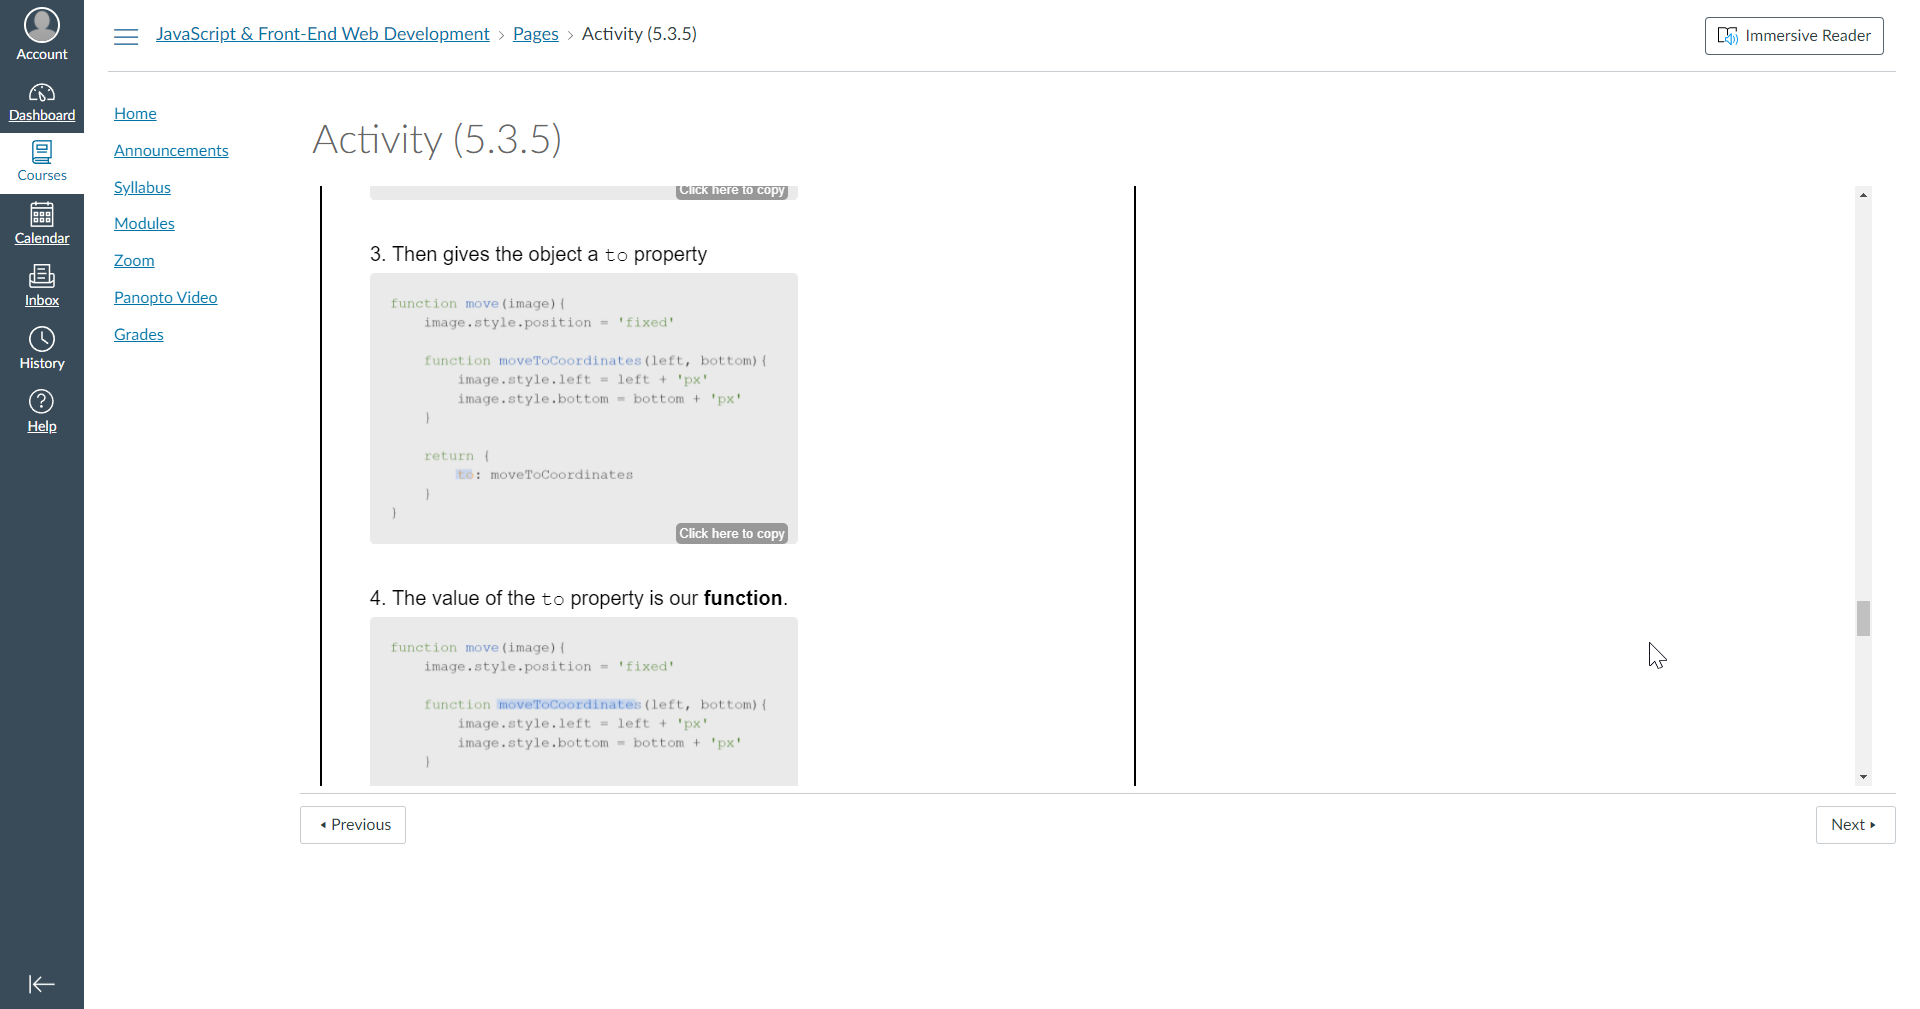 Account
Dashboard
Courses
Calendar
Inbox
History
Help
JavaScript & Front-End Web Development › Pages › Activity (5.3.5)
Immersive Reader
Home
Announcements
Syllabus
Modules
Zoom
Panopto Video
Grades
Activity (5.3.5)
Click here to copy
3. Then gives the object a to property
function move(image){
    image.style.position = 'fixed'
    function moveToCoordinates(left, bottom){
        image.style.left = left + 'px'
        image.style.bottom = bottom + 'px'
    }
    return {
        to: moveToCoordinates
    }
}
Click here to copy
4. The value of the to property is our function.
function move(image){
    image.style.position = 'fixed'
    function moveToCoordinates(left, bottom){
        image.style.left = left + 'px'
        image.style.bottom = bottom + 'px'
    }
Previous
Next